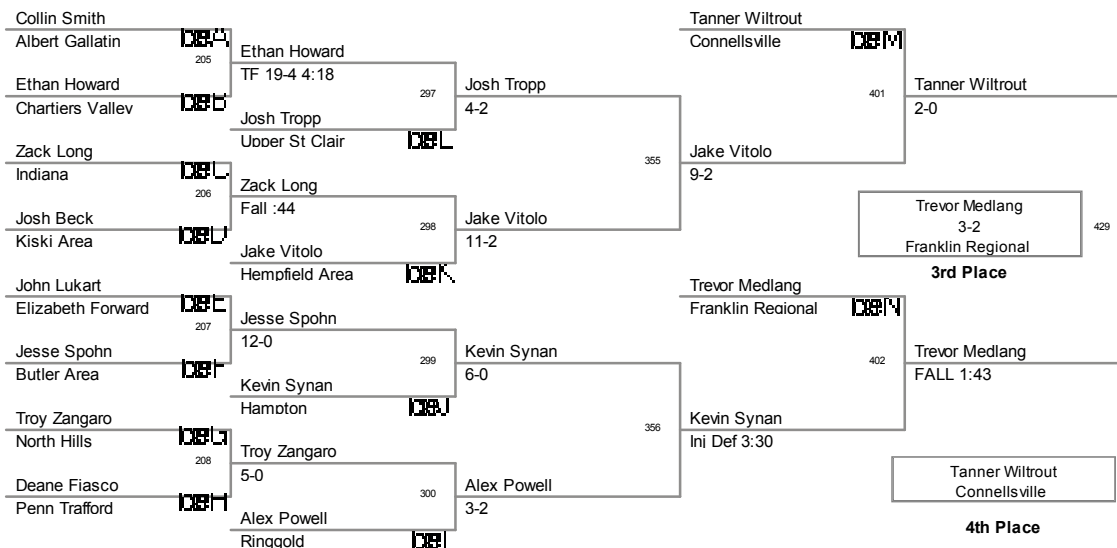 Collin Smith
Albert Gallatin
205
Ethan Howard
Chartiers Valley
Ethan Howard
TF 19-4 4:18
297
Josh Tropp
Upper St Clair
Josh Tropp
4-2
Zack Long
Indiana
206
Josh Beck
Kiski Area
Zack Long
Fall :44
298
Jake Vitolo
Hempfield Area
Jake Vitolo
11-2
355
Jake Vitolo
9-2
Tanner Wiltrout
Connellsville
401
Tanner Wiltrout
2-0
Trevor Medlang
3-2
Franklin Regional
429
3rd Place
John Lukart
Elizabeth Forward
207
Jesse Spohn
Butler Area
Jesse Spohn
12-0
299
Kevin Synan
Hampton
Kevin Synan
6-0
Troy Zangaro
North Hills
208
Deane Fiasco
Penn Trafford
Troy Zangaro
5-0
300
Alex Powell
Ringgold
Alex Powell
3-2
356
Kevin Synan
Inj Def 3:30
Trevor Medlang
Franklin Regional
402
Trevor Medlang
FALL 1:43
Tanner Wiltrout
Connellsville
4th Place